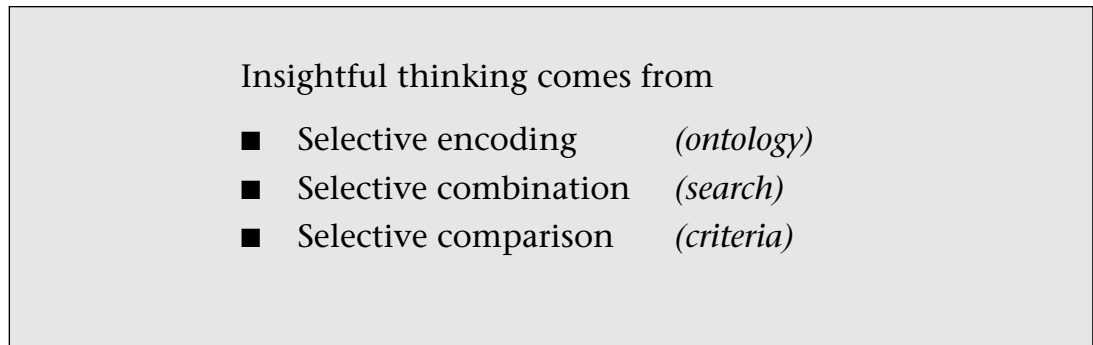 Insightful thinking comes from
■ Selective encoding (ontology)
■ Selective combination (search)
■ Selective comparison (criteria)